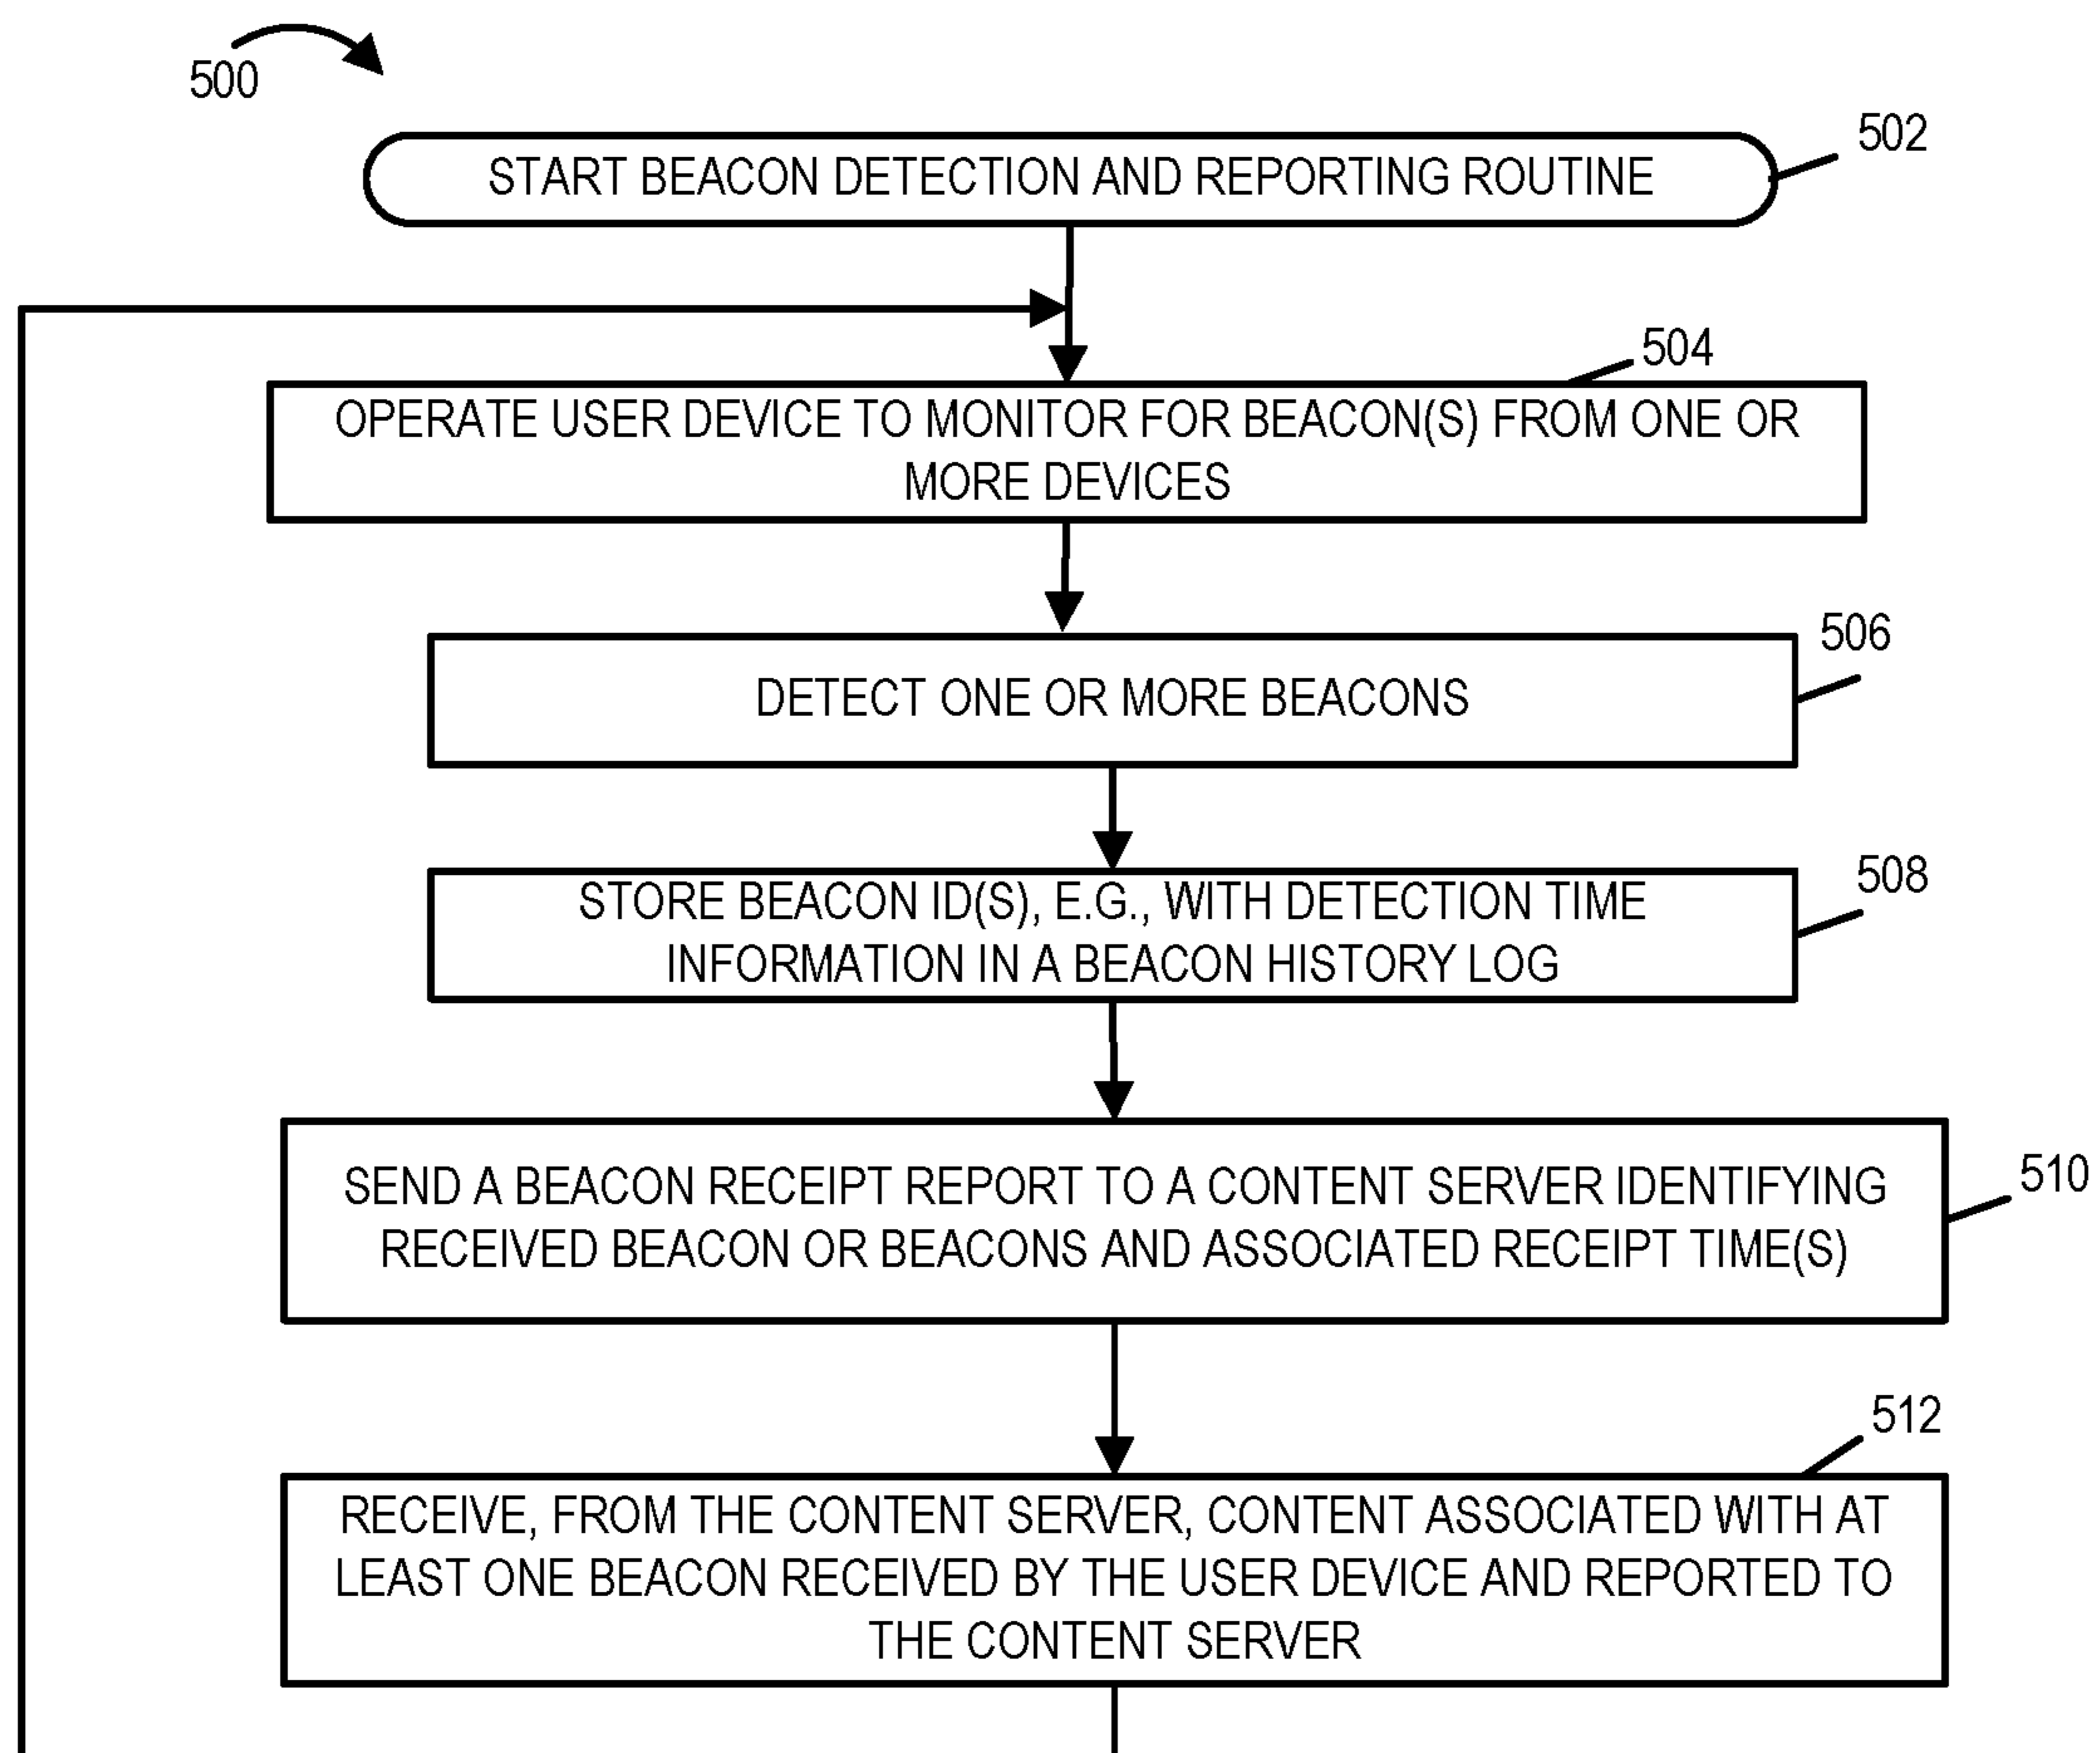 500
502
START BEACON DETECTION AND REPORTING ROUTINE
504
OPERATE USER DEVICE TO MONITOR FOR BEACON(S) FROM ONE OR
MORE DEVICES
506
DETECT ONE OR MORE BEACONS
508
STORE BEACON ID(S), E.G., WITH DETECTION TIME
INFORMATION IN A BEACON HISTORY LOG
510
SEND A BEACON RECEIPT REPORT TO A CONTENT SERVER IDENTIFYING
RECEIVED BEACON OR BEACONS AND ASSOCIATED RECEIPT TIME(S)
512
RECEIVE, FROM THE CONTENT SERVER, CONTENT ASSOCIATED WITH AT
LEAST ONE BEACON RECEIVED BY THE USER DEVICE AND REPORTED TO
THE CONTENT SERVER